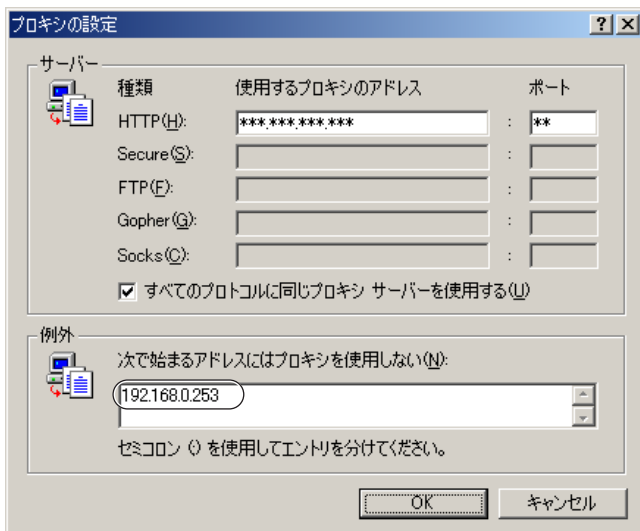 プロキシの設定
サーバー
種類 使用するプロキシのアドレス ポート
HTTP(H): ***.***.***.*** : **
Secure(S): :
FTP(F): :
Gopher(G): :
Socks(C): :
すべてのプロトコルに同じプロキシ サーバーを使用する(U)
例外
次で始まるアドレスにはプロキシを使用しない(N):
192.168.0.253
セミコロン (;) を使用してエントリを分けてください。
OK キャンセル